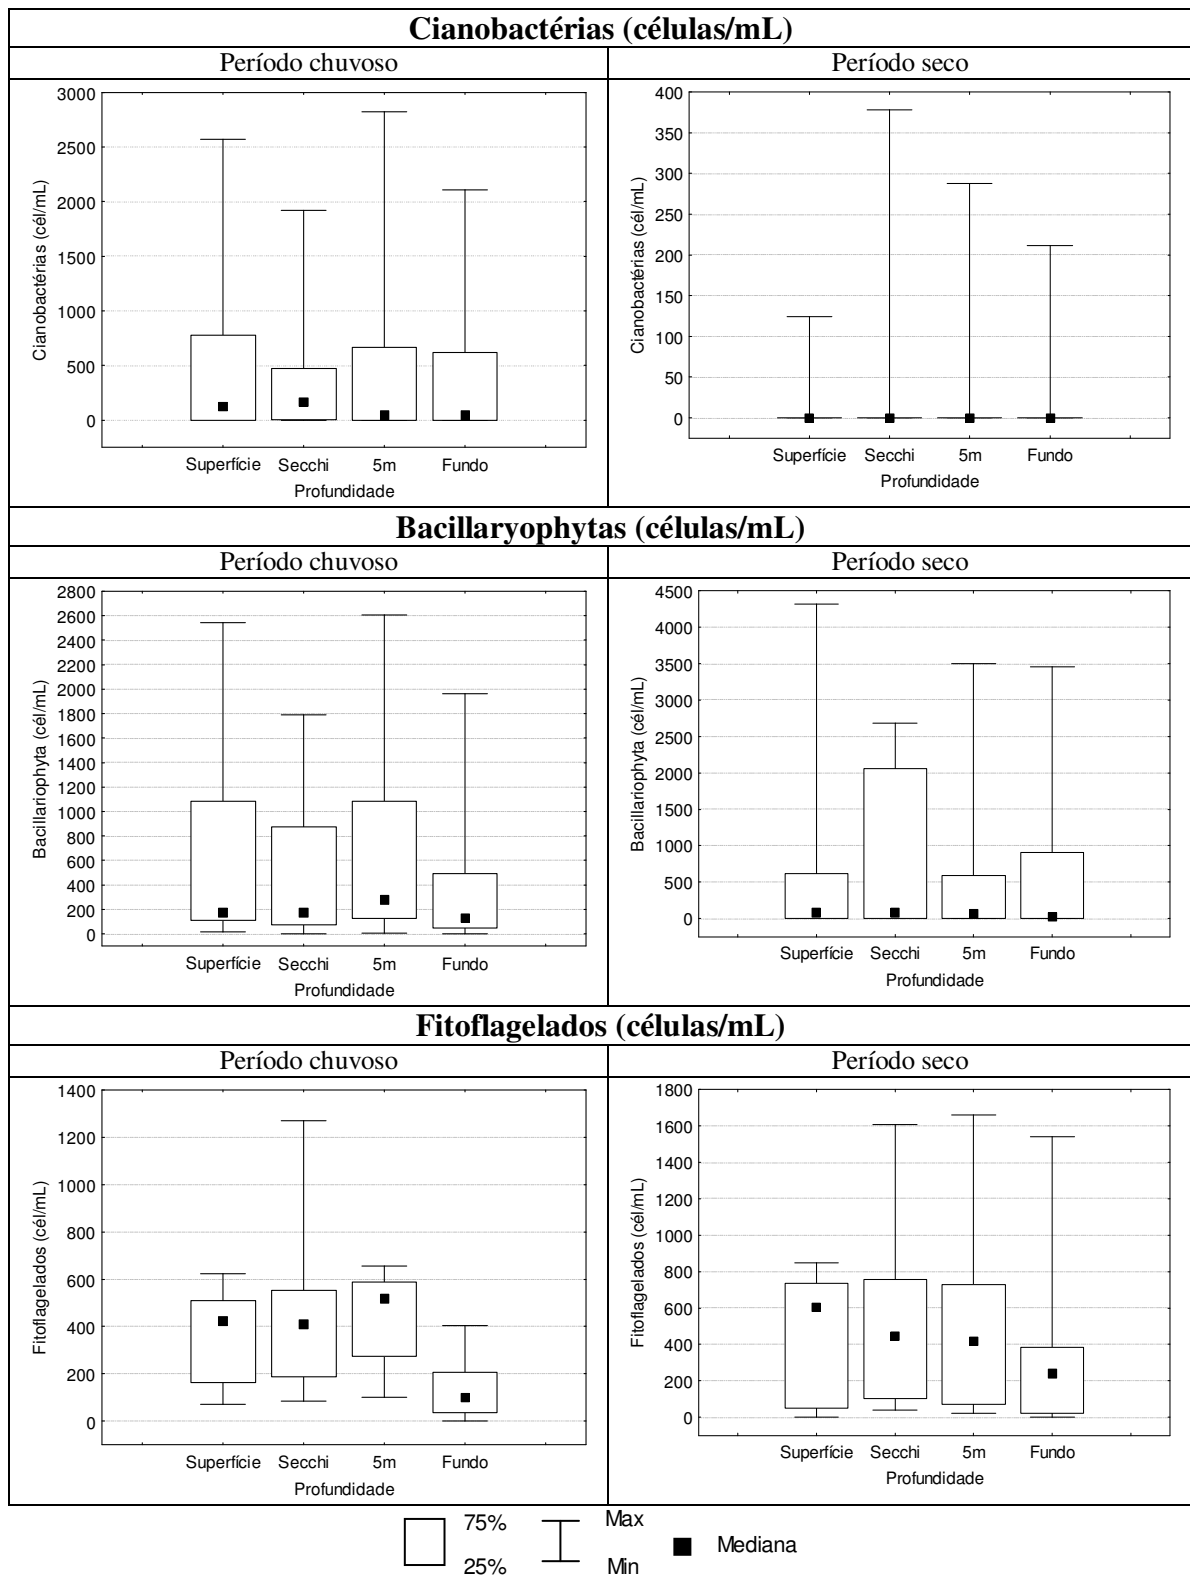 Cianobactérias (células/mL)
Período chuvoso
Período seco
Cianobactérias (cél/mL)
3000
2500
2000
1500
1000
500
0
Superfície Secchi 5m Fundo
Profundidade
Cianobactérias (cél/mL)
400
350
300
250
200
150
100
50
0
Superfície Secchi 5m Fundo
Profundidade
Bacillaryophytas (células/mL)
Período chuvoso
Período seco
Bacillariophyta (cél/mL)
2800
2600
2400
2200
2000
1800
1600
1400
1200
1000
800
600
400
200
0
Superfície Secchi 5m Fundo
Profundidade
Bacillariophyta (cél/mL)
4500
4000
3500
3000
2500
2000
1500
1000
500
0
Superfície Secchi 5m Fundo
Profundidade
Fitoflagelados (células/mL)
Período chuvoso
Período seco
Fitoflagelados (cél/mL)
1400
1200
1000
800
600
400
200
0
Superfície Secchi 5m Fundo
Profundidade
Fitoflagelados (cél/mL)
1800
1600
1400
1200
1000
800
600
400
200
0
Superfície Secchi 5m Fundo
Profundidade
75%
25%
Max
Min
Mediana